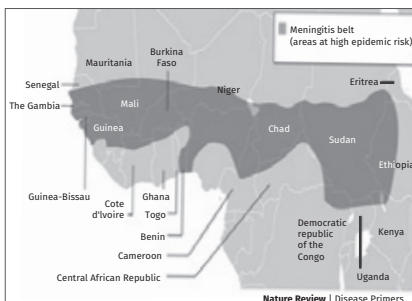 Meningitis belt
(areas at high epidemic risk)
Burkina
Faso
Mauritania
Senegal
The Gambia
Mali
Niger
Eritrea
Guinea
Chad
Sudan
Ethiopia
Guinea-Bissau
Cote
d'Ivoire
Ghana
Togo
Benin
Cameroon
Central African Republic
Democratic
republic
of the
Congo
Kenya
Uganda
Nature Review | Disease Primers